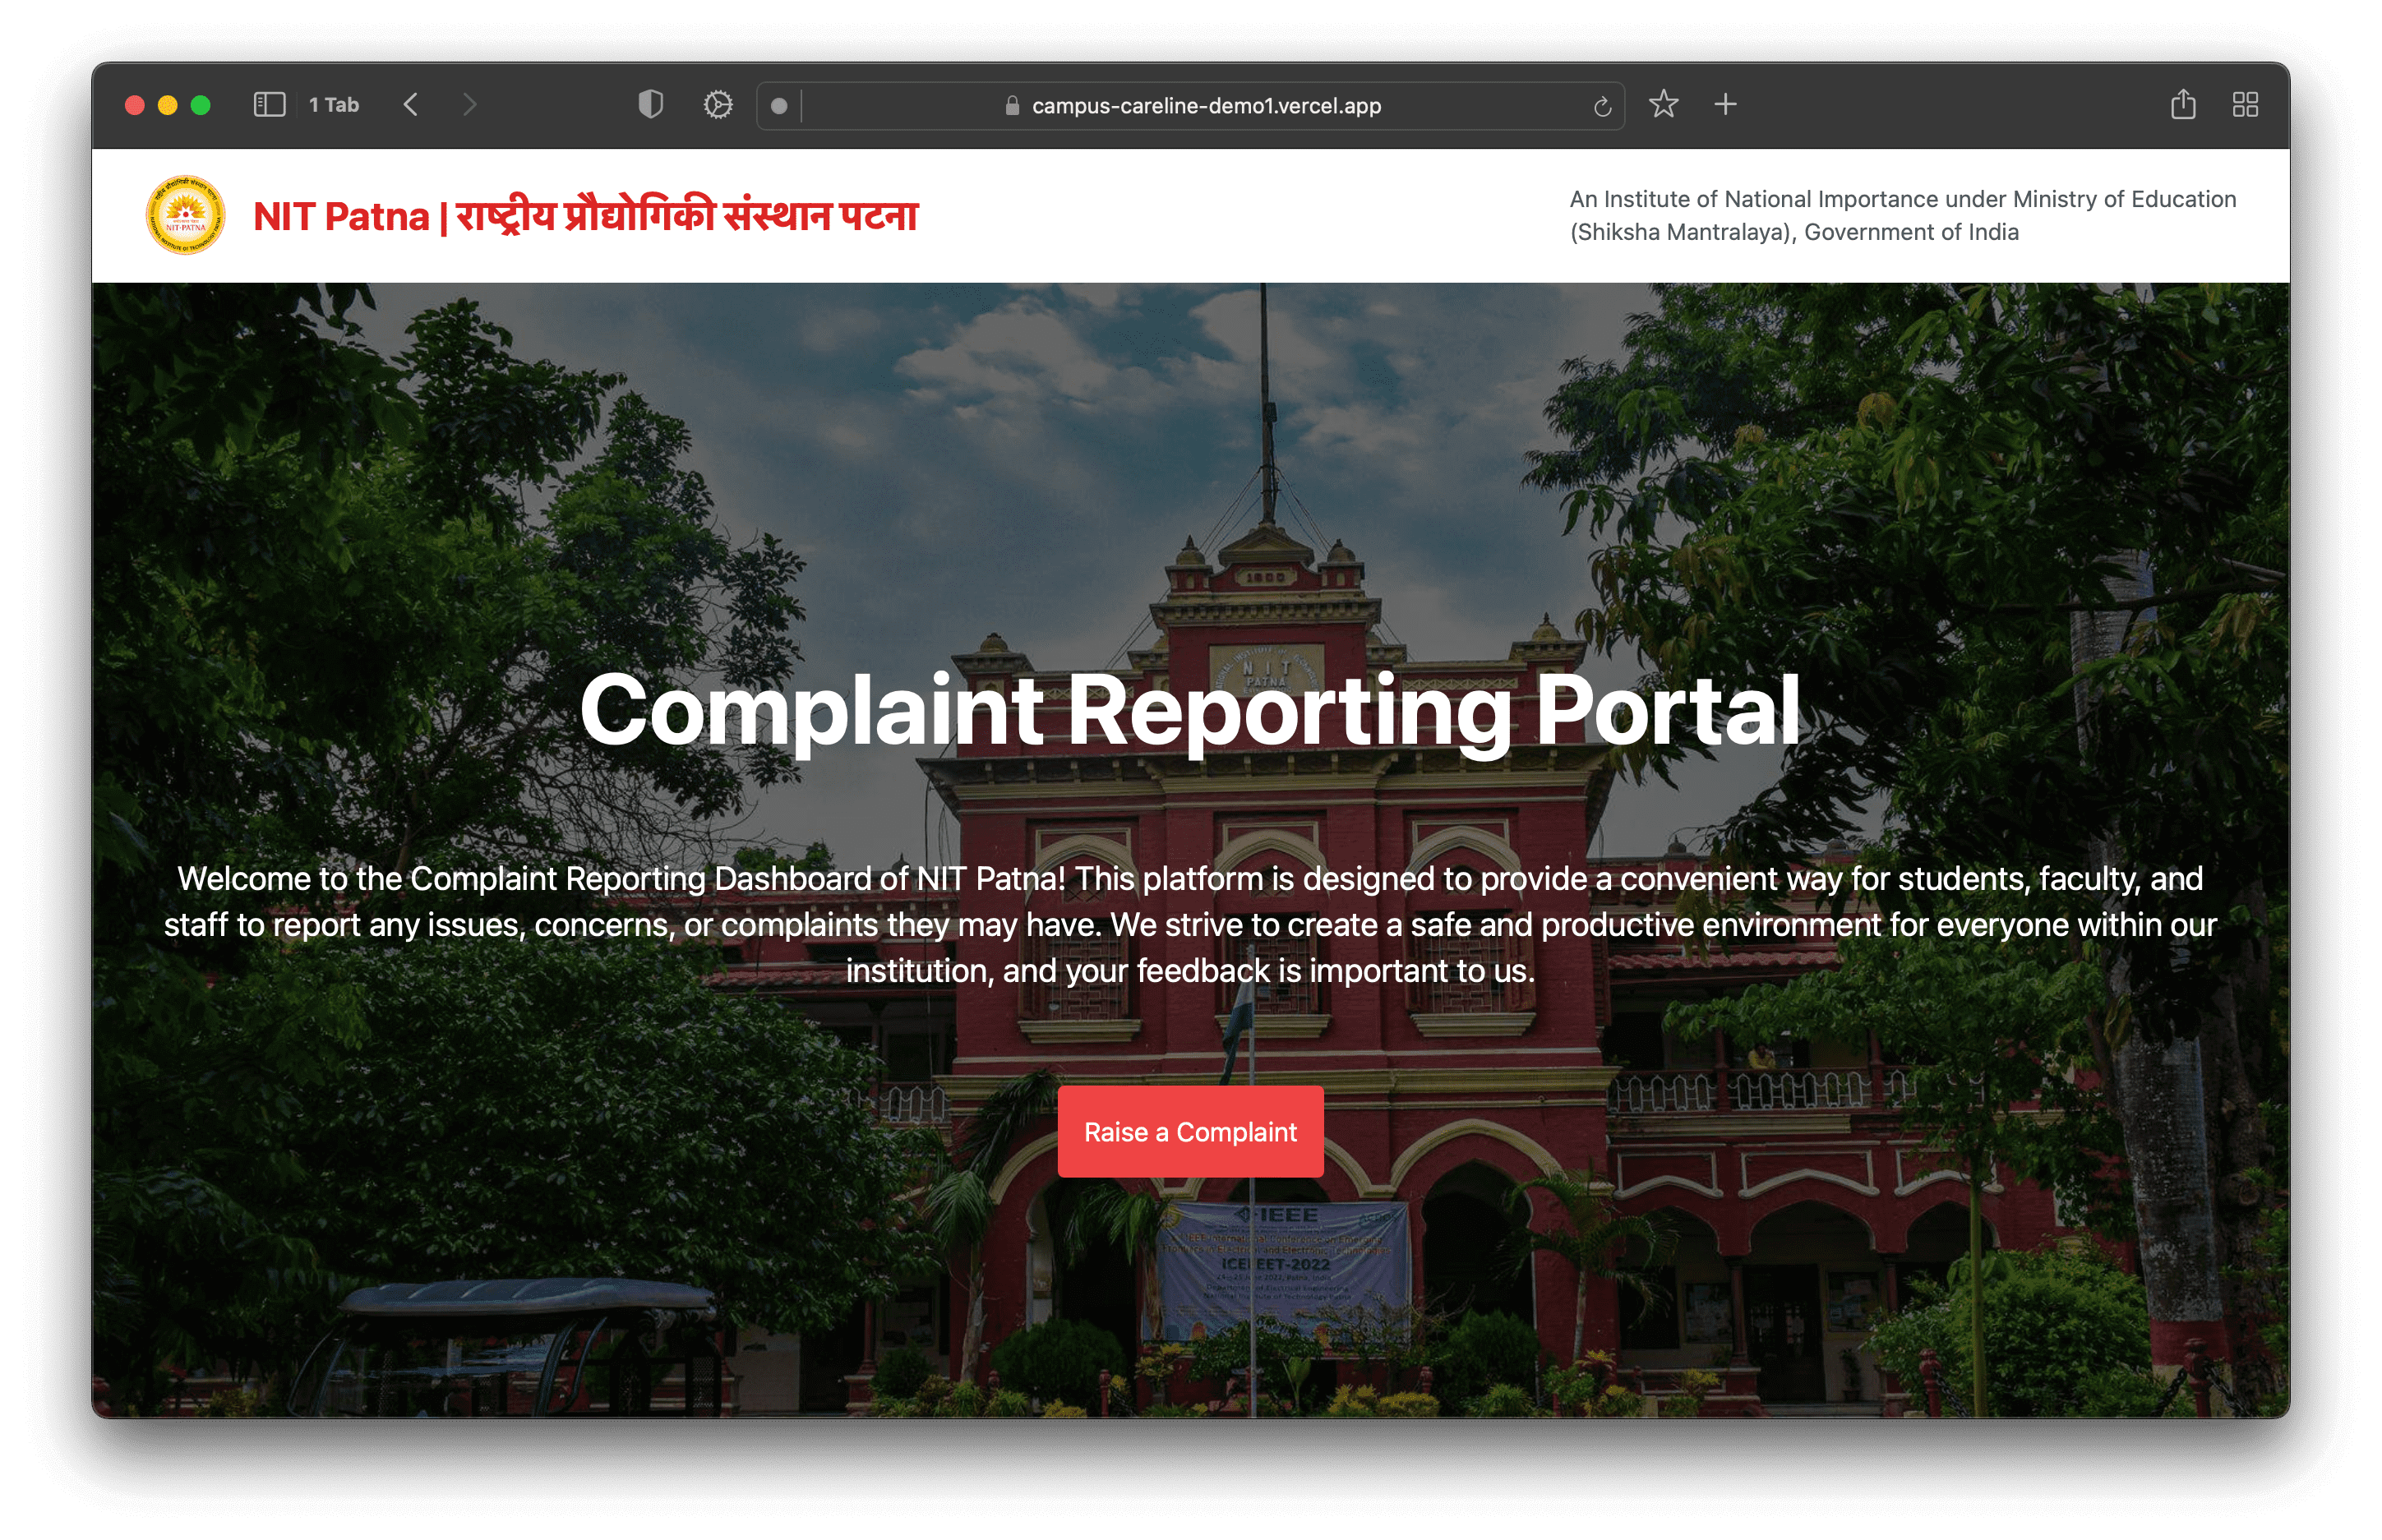 1 Tab
campus-careline-demo1.vercel.app
NIT Patna | राष्ट्रीय प्रौद्योगिकी संस्थान पटना
An Institute of National Importance under Ministry of Education
(Shiksha Mantralaya), Government of India
NIT-PATNA
NIT
PATNA
Complaint Reporting Portal
Welcome to the Complaint Reporting Dashboard of NIT Patna! This platform is designed to provide a convenient way for students, faculty, and
staff to report any issues, concerns, or complaints they may have. We strive to create a safe and productive environment for everyone within our
institution, and your feedback is important to us.
Raise a Complaint
IEEE
2022